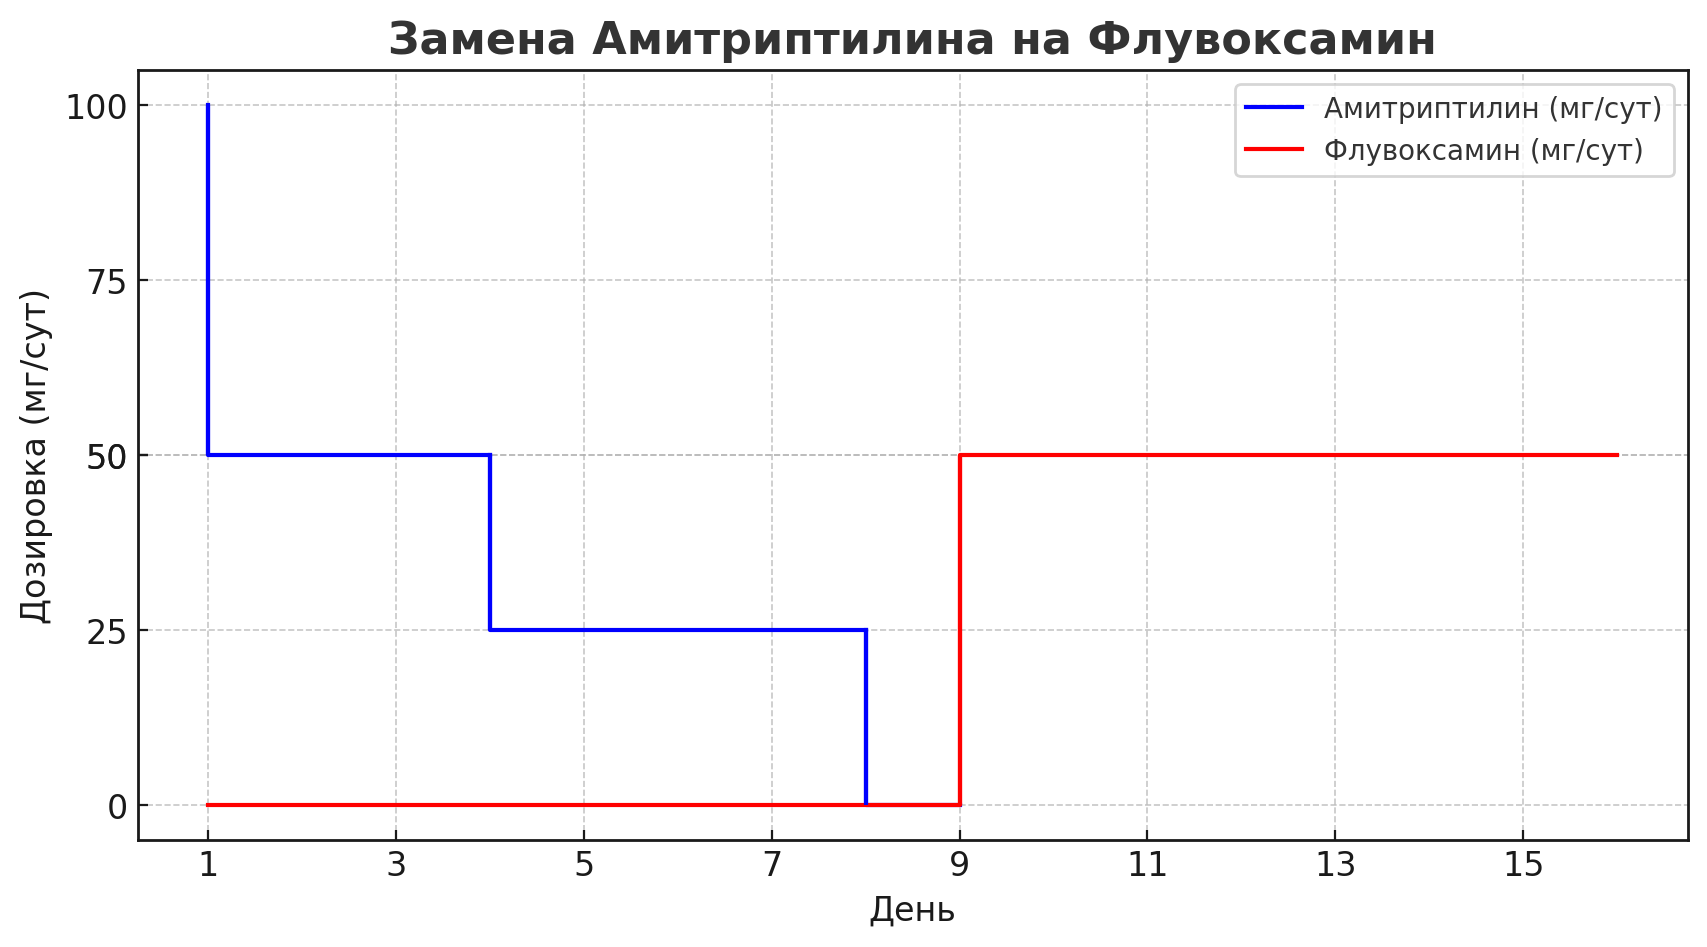 Замена Амитриптилина на Флувоксамин
Амитриптилин (мг/сут)
Флувоксамин (мг/сут)
Дозировка (мг/сут)
100
75
50
25
0
1 3 5 7 9 11 13 15
День